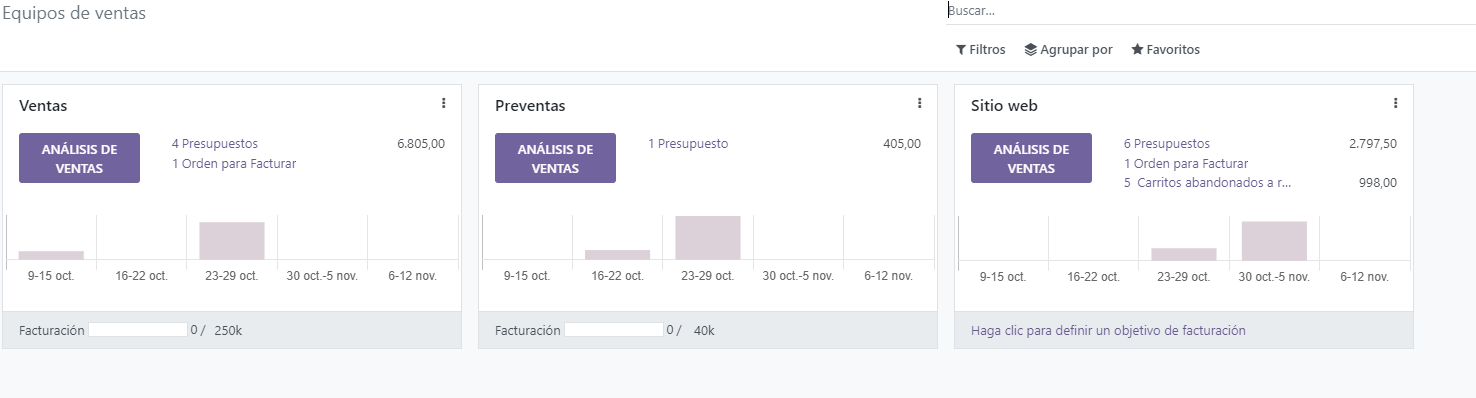 Equipos de ventas
Buscar...
Filtros Agrupar por Favoritos
Ventas
ANÁLISIS DE
VENTAS
4 Presupuestos 6.805,00
1 Orden para Facturar
9-15 oct. 16-22 oct. 23-29 oct. 30 oct.-5 nov. 6-12 nov.
Facturación 0 / 250k
Preventas
ANÁLISIS DE
VENTAS
1 Presupuesto 405,00
9-15 oct. 16-22 oct. 23-29 oct. 30 oct.-5 nov. 6-12 nov.
Facturación 0 / 40k
Sitio web
ANÁLISIS DE
VENTAS
6 Presupuestos 2.797,50
1 Orden para Facturar
5 Carritos abandonados a r... 998,00
9-15 oct. 16-22 oct. 23-29 oct. 30 oct.-5 nov. 6-12 nov.
Haga clic para definir un objetivo de facturación